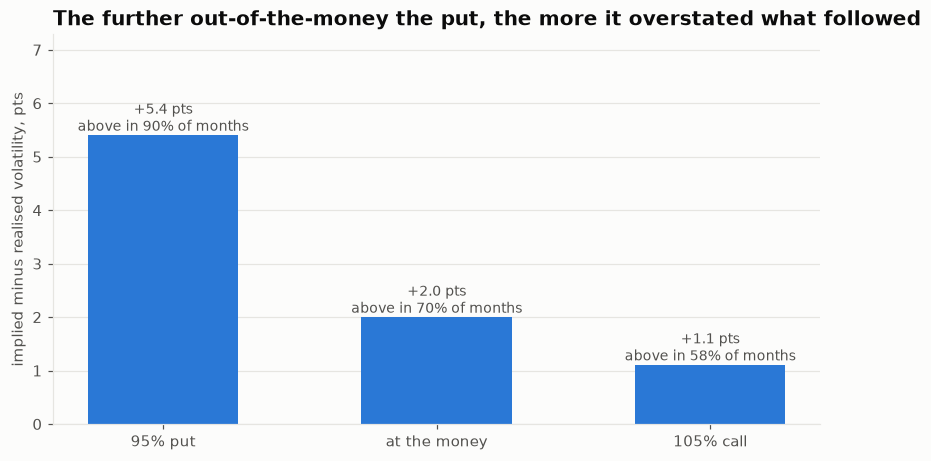 The further out-of-the-money the put, the more it overstated what followed
implied minus realised volatility, pts
7
6
5
4
3
2
1
0
+5.4 pts
above in 90% of months
+2.0 pts
above in 70% of months
+1.1 pts
above in 58% of months
95% put
at the money
105% call